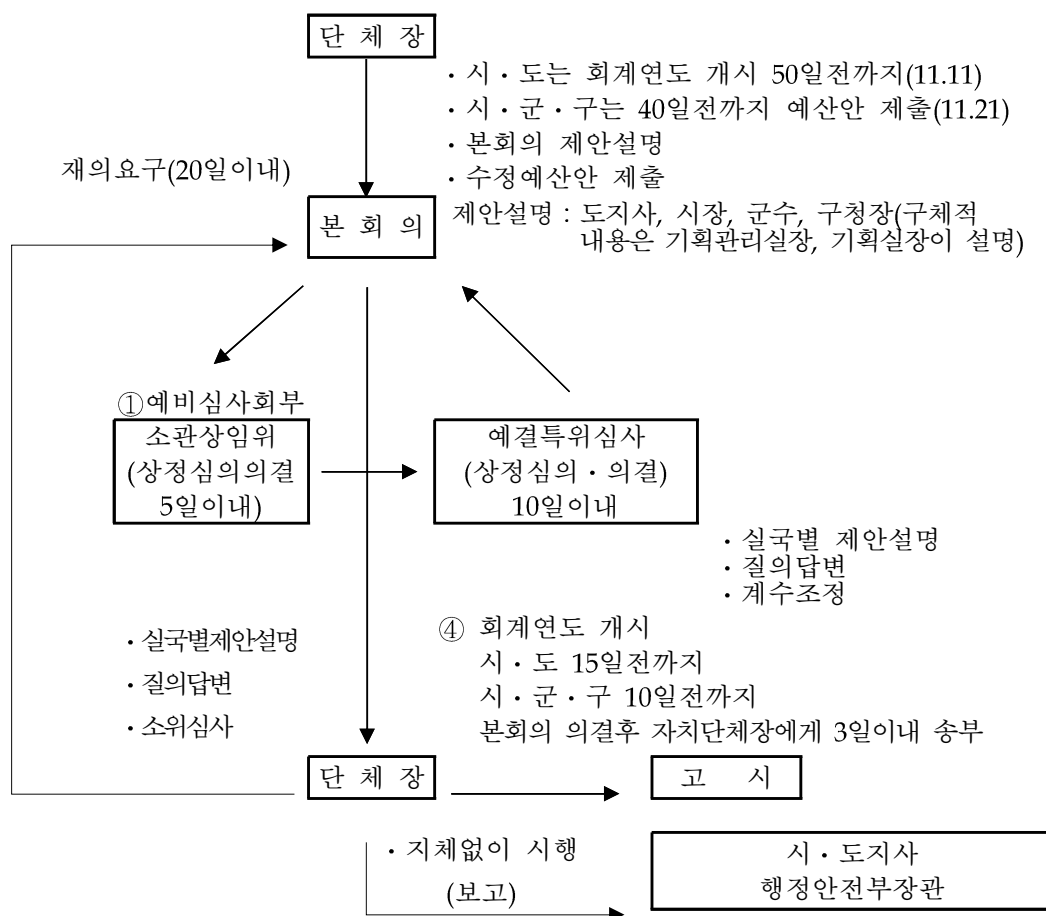 단 체 장
· 시 · 도는 회계연도 개시 50일전까지(11.11)
· 시 · 군 · 구는 40일전까지 예산안 제출(11.21)
· 본회의 제안설명
· 수정예산안 제출
재의요구(20일이내)
본 회 의
제안설명 : 도지사, 시장, 군수, 구청장(구체적
내용은 기획관리실장, 기획실장이 설명)
①예비심사회부
소관상임위
(상정심의의결
5일이내)
예결특위심사
(상정심의 · 의결)
10일이내
· 실국별 제안설명
· 질의답변
· 계수조정
· 실국별제안설명
· 질의답변
· 소위심사
④ 회계연도 개시
시 · 도 15일전까지
시 · 군 · 구 10일전까지
본회의 의결후 자치단체장에게 3일이내 송부
단 체 장
고 시
· 지체없이 시행
(보고)
시 · 도지사
행정안전부장관